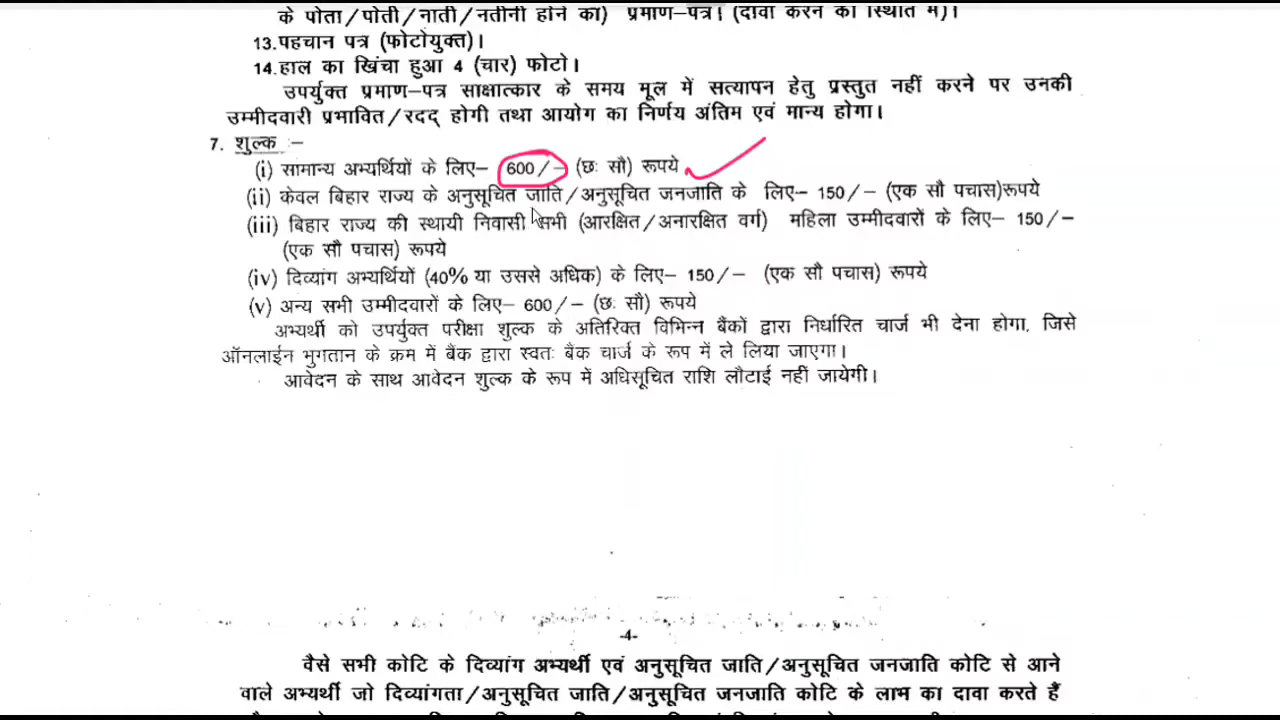 के पोता/पोती/नाती/नतीनी होने का) प्रमाण–पत्र। (दावा करने की स्थिति में)।
13.पहचान पत्र (फोटोयुक्त)।
14.हाल का खिंचा हुआ 4 (चार) फोटो।
उपर्युक्त प्रमाण–पत्र साक्षात्कार के समय मूल में सत्यापन हेतु प्रस्तुत नहीं करने पर उनकी
उम्मीदवारी प्रभावित/रदद् होगी तथा आयोग का निर्णय अंतिम एवं मान्य होगा।
7. शुल्क :–
(i) सामान्य अभ्यर्थियों के लिए– 600/– (छः सौ) रूपये
(ii) केवल बिहार राज्य के अनुसूचित जाति/अनुसूचित जनजाति के लिए– 150/– (एक सौ पचास)रूपये
(iii) बिहार राज्य की स्थायी निवासी सभी (आरक्षित/अनारक्षित वर्ग) महिला उम्मीदवारों के लिए– 150/–
(एक सौ पचास) रूपये
(iv) दिव्यांग अभ्यर्थियों (40% या उससे अधिक) के लिए– 150/– (एक सौ पचास) रूपये
(v) अन्य सभी उम्मीदवारों के लिए– 600/– (छः सौ) रूपये
अभ्यर्थी को उपर्युक्त परीक्षा शुल्क के अतिरिक्त विभिन्न बैंकों द्वारा निर्धारित चार्ज भी देना होगा, जिसे
ऑनलाईन भुगतान के क्रम में बैंक द्वारा स्वतः बैंक चार्ज के रूप में ले लिया जाएगा।
आवेदन के साथ आवेदन शुल्क के रूप में अधिसूचित राशि लौटाई नहीं जायेगी।
-4-
वैसे सभी कोटि के दिव्यांग अभ्यर्थी एवं अनुसूचित जाति/अनुसूचित जनजाति कोटि से आने
वाले अभ्यर्थी जो दिव्यांगता/अनुसूचित जाति/अनुसूचित जनजाति कोटि के लाभ का दावा करते हैं